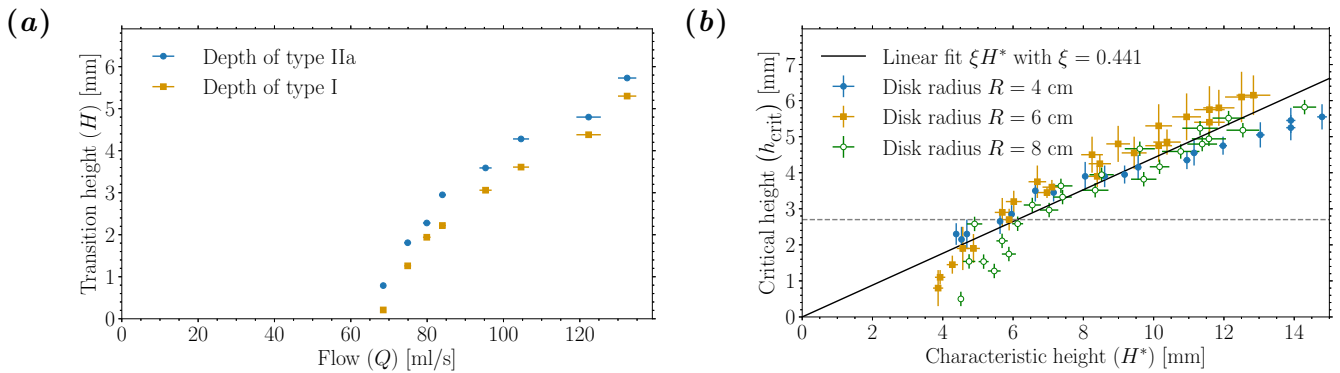 (a)
Transition height (H) [mm]
6
5
4
3
2
1
0
Depth of type IIa
Depth of type I
0 20 40 60 80 100 120
Flow (Q) [ml/s]
(b)
Critical height (h_crit) [mm]
7
6
5
4
3
2
1
0
Linear fit ξH* with ξ = 0.441
Disk radius R = 4 cm
Disk radius R = 6 cm
Disk radius R = 8 cm
0 2 4 6 8 10 12 14
Characteristic height (H*) [mm]